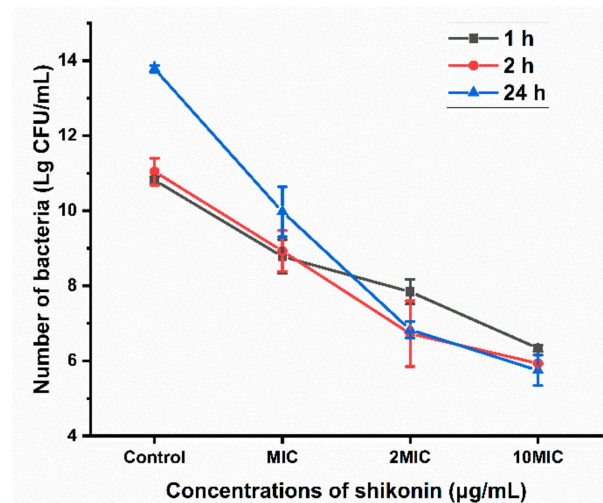 1 h
2 h
24 h
14
12
10
8
6
4
Number of bacteria (Lg CFU/mL)
Control
MIC
2MIC
10MIC
Concentrations of shikonin (μg/mL)